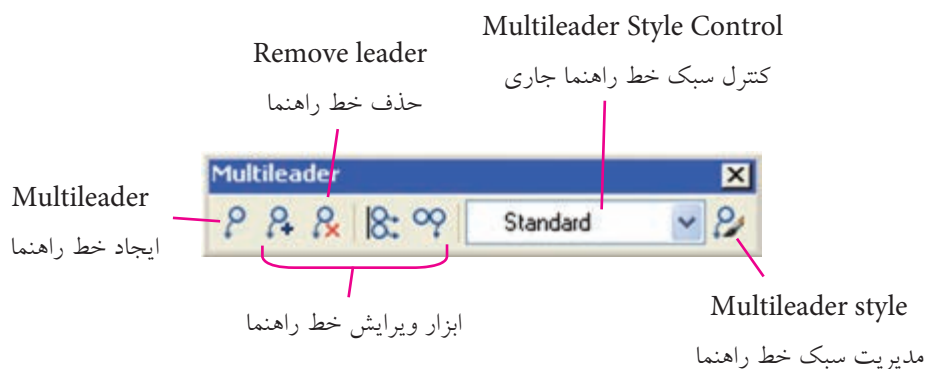 Multileader Style Control
کنترل سبک خط راهنما جاری
Remove leader
حذف خط راهنما
Multileader
Multileader
ایجاد خط راهنما
Standard
ابزار ویرایش خط راهنما
Multileader style
مدیریت سبک خط راهنما